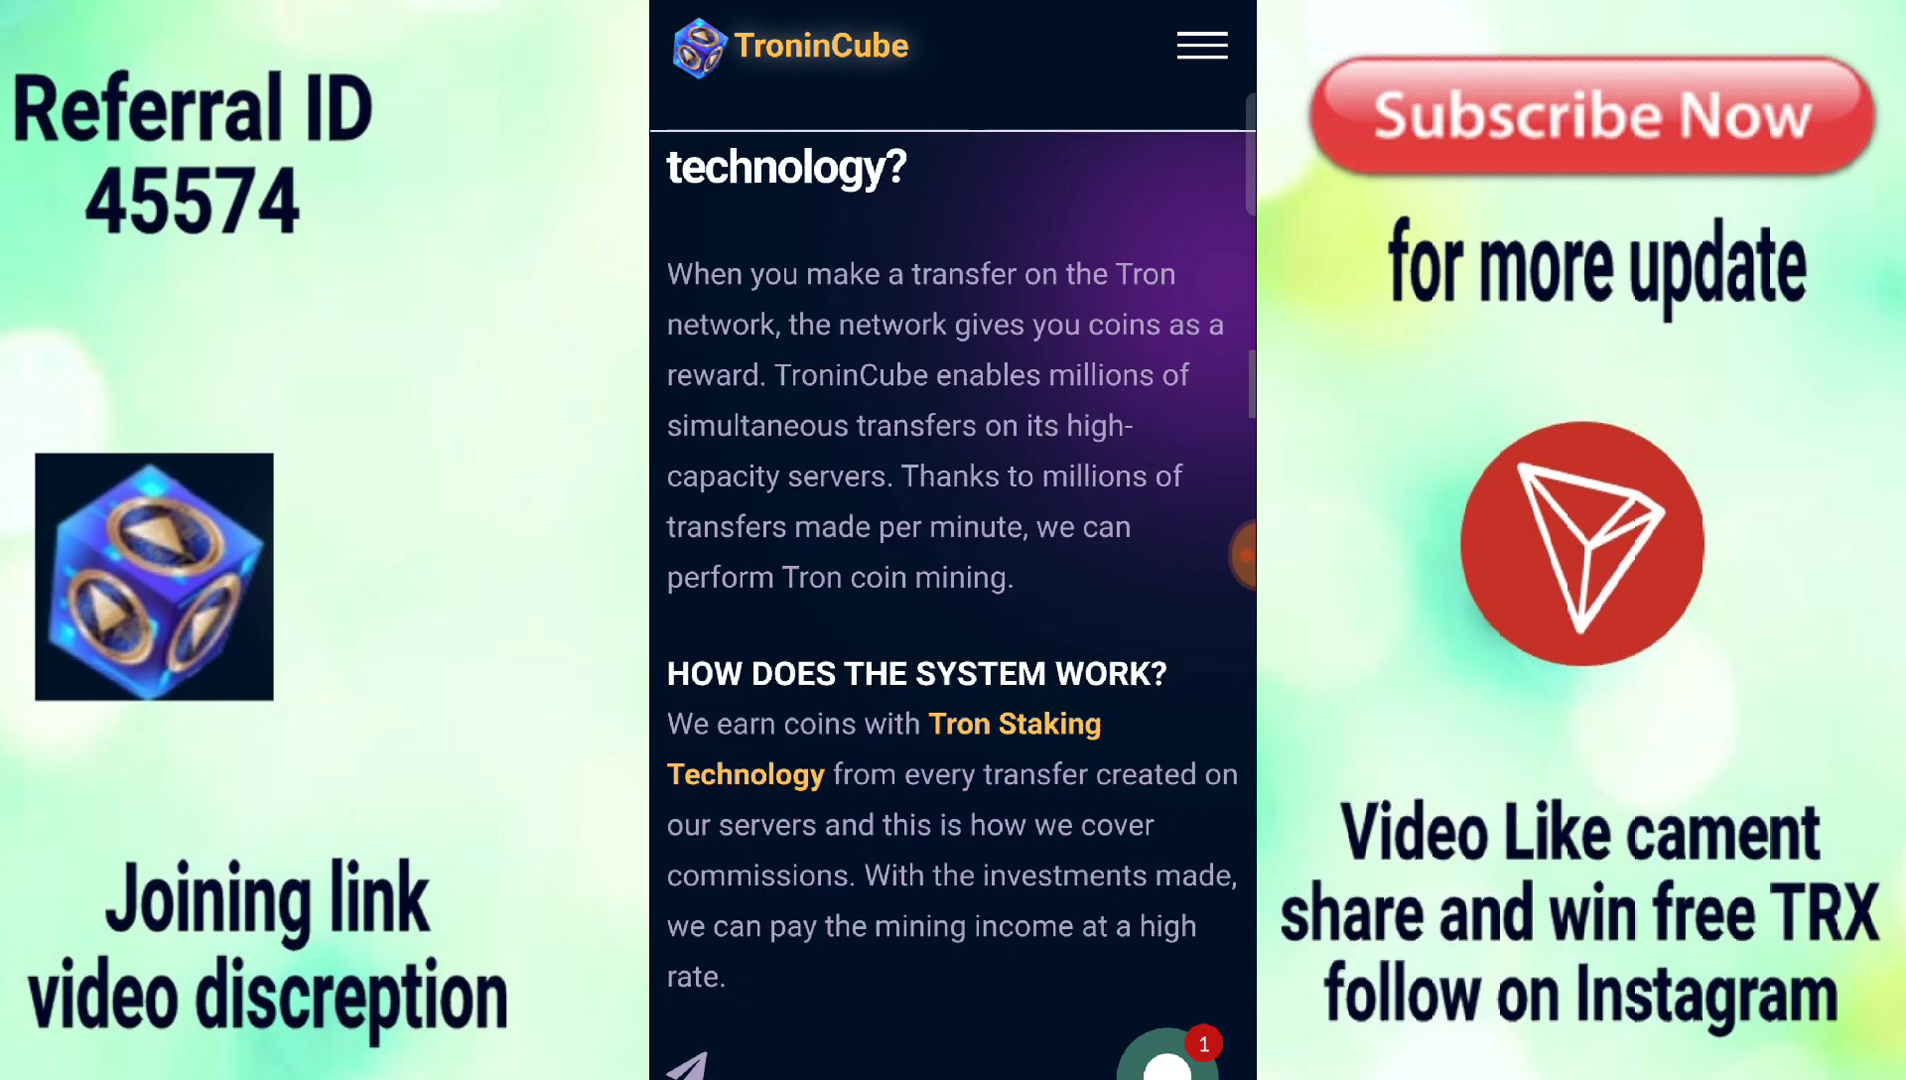 Referral ID
45574
Joining link
video discreption
TroninCube
technology?
When you make a transfer on the Tron
network, the network gives you coins as a
reward. TroninCube enables millions of
simultaneous transfers on its high-
capacity servers. Thanks to millions of
transfers made per minute, we can
perform Tron coin mining.
HOW DOES THE SYSTEM WORK?
We earn coins with Tron Staking
Technology from every transfer created on
our servers and this is how we cover
commissions. With the investments made,
we can pay the mining income at a high
rate.
1
Subscribe Now
for more update
Video Like cament
share and win free TRX
follow on Instagram